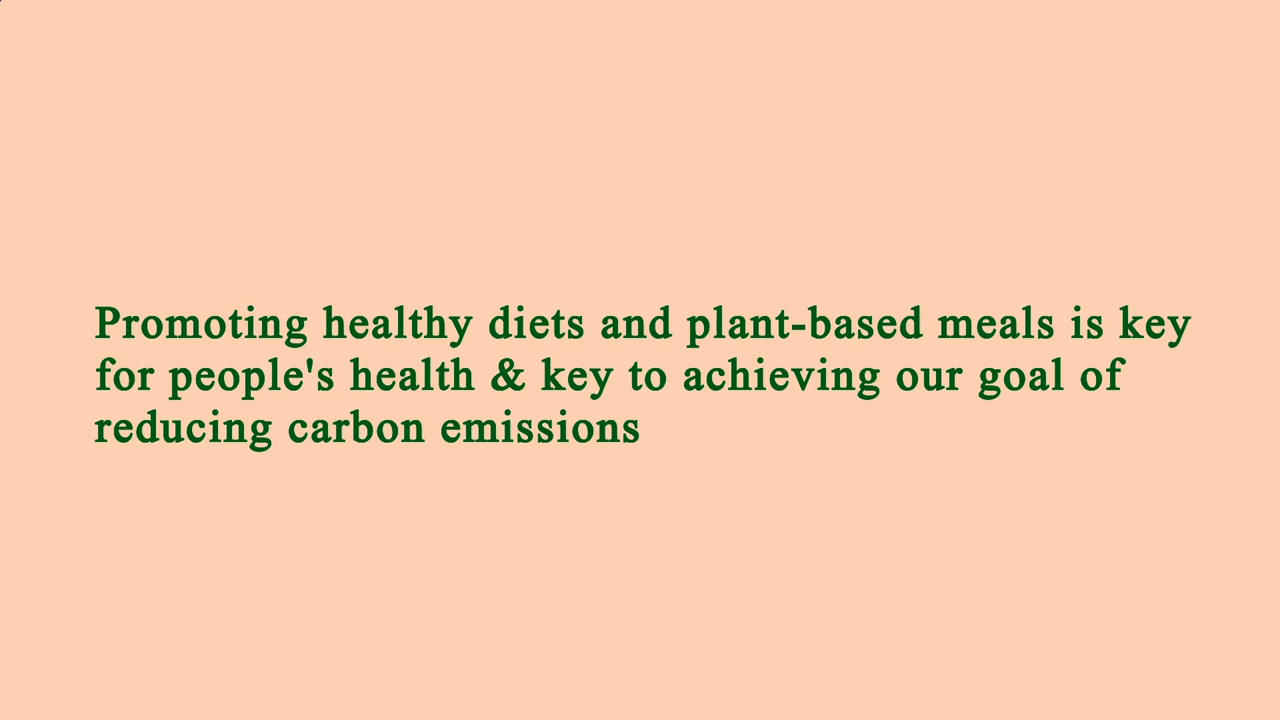 Promoting healthy diets and plant-based meals is key
for people's health & key to achieving our goal of
reducing carbon emissions